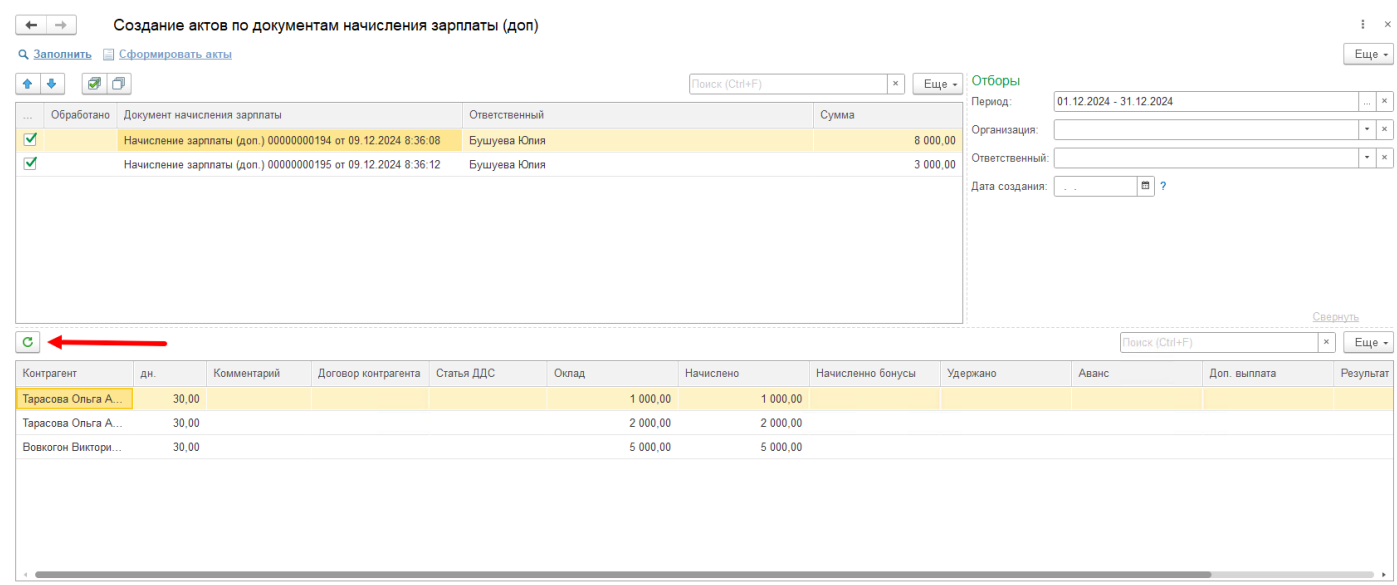 Создание актов по документам начисления зарплаты (доп)
Заполнить Сформировать акты Еще
Поиск (Ctrl+F) × Еще Отборы
Период: 01.12.2024 - 31.12.2024 ... ×
... Обработано Документ начисления зарплаты Ответственный Сумма
Организация: ×
Начисление зарплаты (доп.) 00000000194 от 09.12.2024 8:36:08 Бушуева Юлия 8 000,00
Ответственный: ×
Начисление зарплаты (доп.) 00000000195 от 09.12.2024 8:36:12 Бушуева Юлия 3 000,00
Дата создания: . . ?
Свернуть
Поиск (Ctrl+F) × Еще
Контрагент дн. Комментарий Договор контрагента Статья ДДС Оклад Начислено Начисленно бонусы Удержано Аванс Доп. выплата Результат
Тарасова Ольга А... 30,00 1 000,00 1 000,00
Тарасова Ольга А... 30,00 2 000,00 2 000,00
Вовкогон Виктори... 30,00 5 000,00 5 000,00